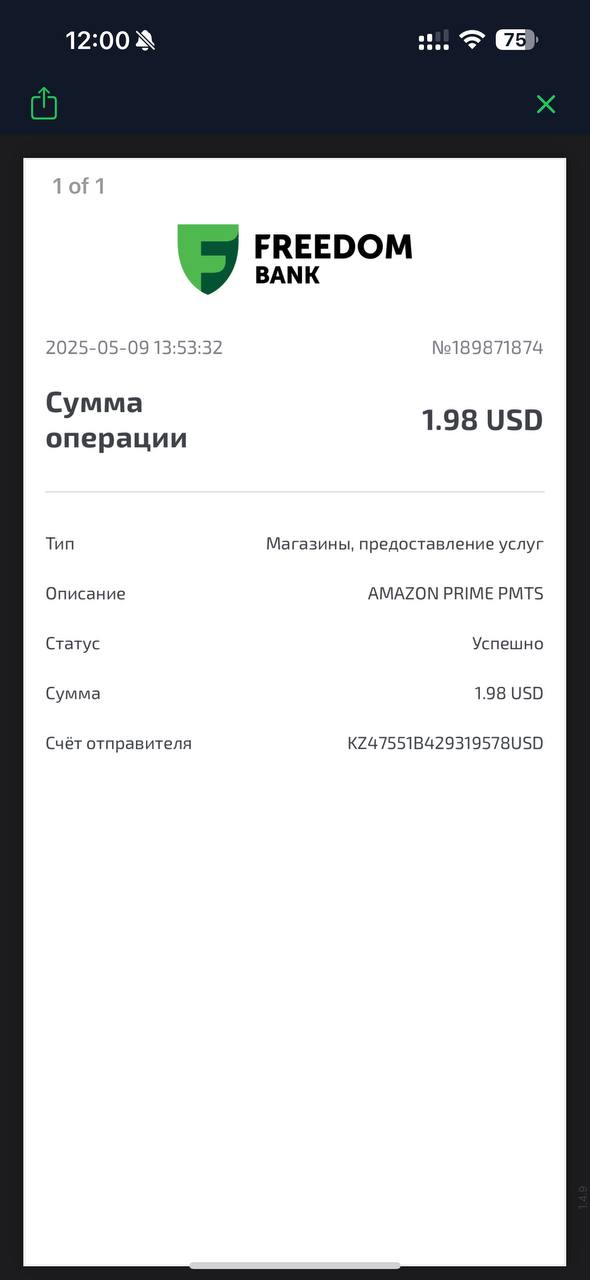 12:00
75
1 of 1
FREEDOM
BANK
2025-05-09 13:53:32 №189871874
Сумма
операции
1.98 USD
Тип Магазины, предоставление услуг
Описание AMAZON PRIME PMTS
Статус Успешно
Сумма 1.98 USD
Счёт отправителя KZ47551B429319578USD
1.4.9